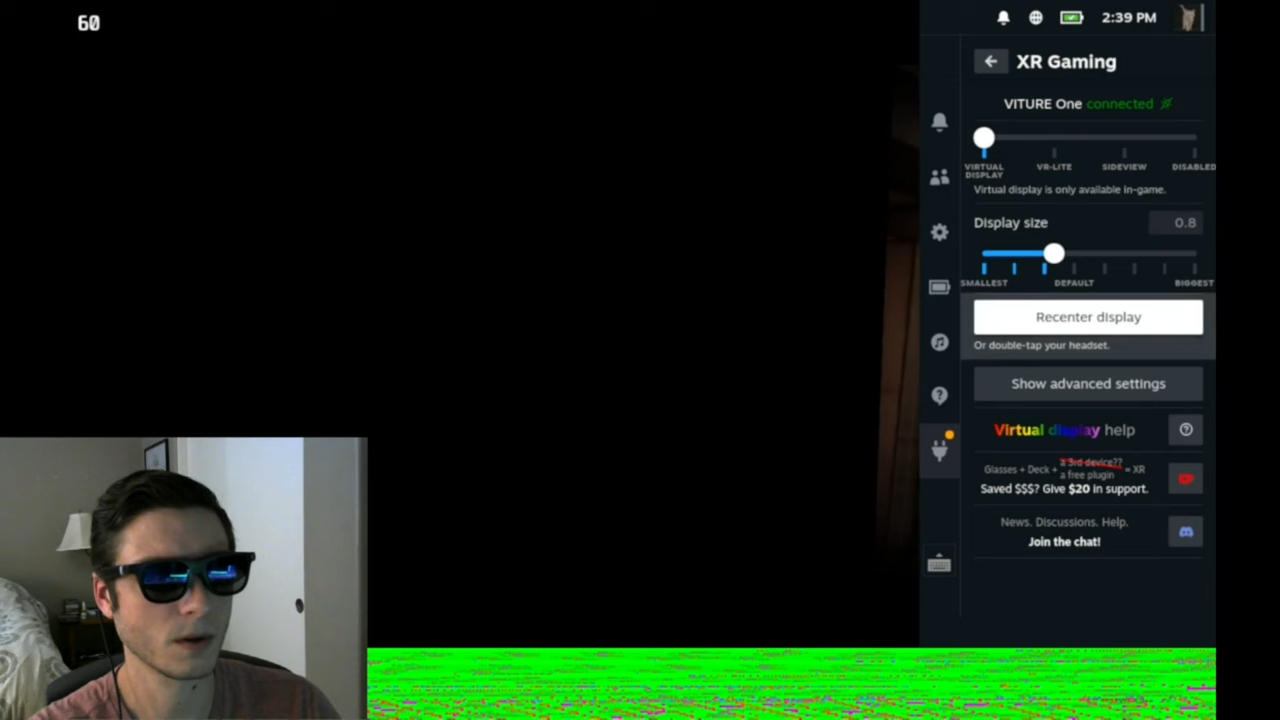 60
2:39 PM
XR Gaming
VITURE One connected
VIRTUAL DISPLAY
VR-LITE
SIDEVIEW
DISABLED
Virtual display is only available in-game.
Display size
0.8
SMALLEST
DEFAULT
BIGGEST
Recenter display
Or double-tap your headset.
Show advanced settings
Virtual display help
Glasses + Deck + a 3rd device?? a free plugin = XR
Saved $$$? Give $20 in support.
News. Discussions. Help.
Join the chat!